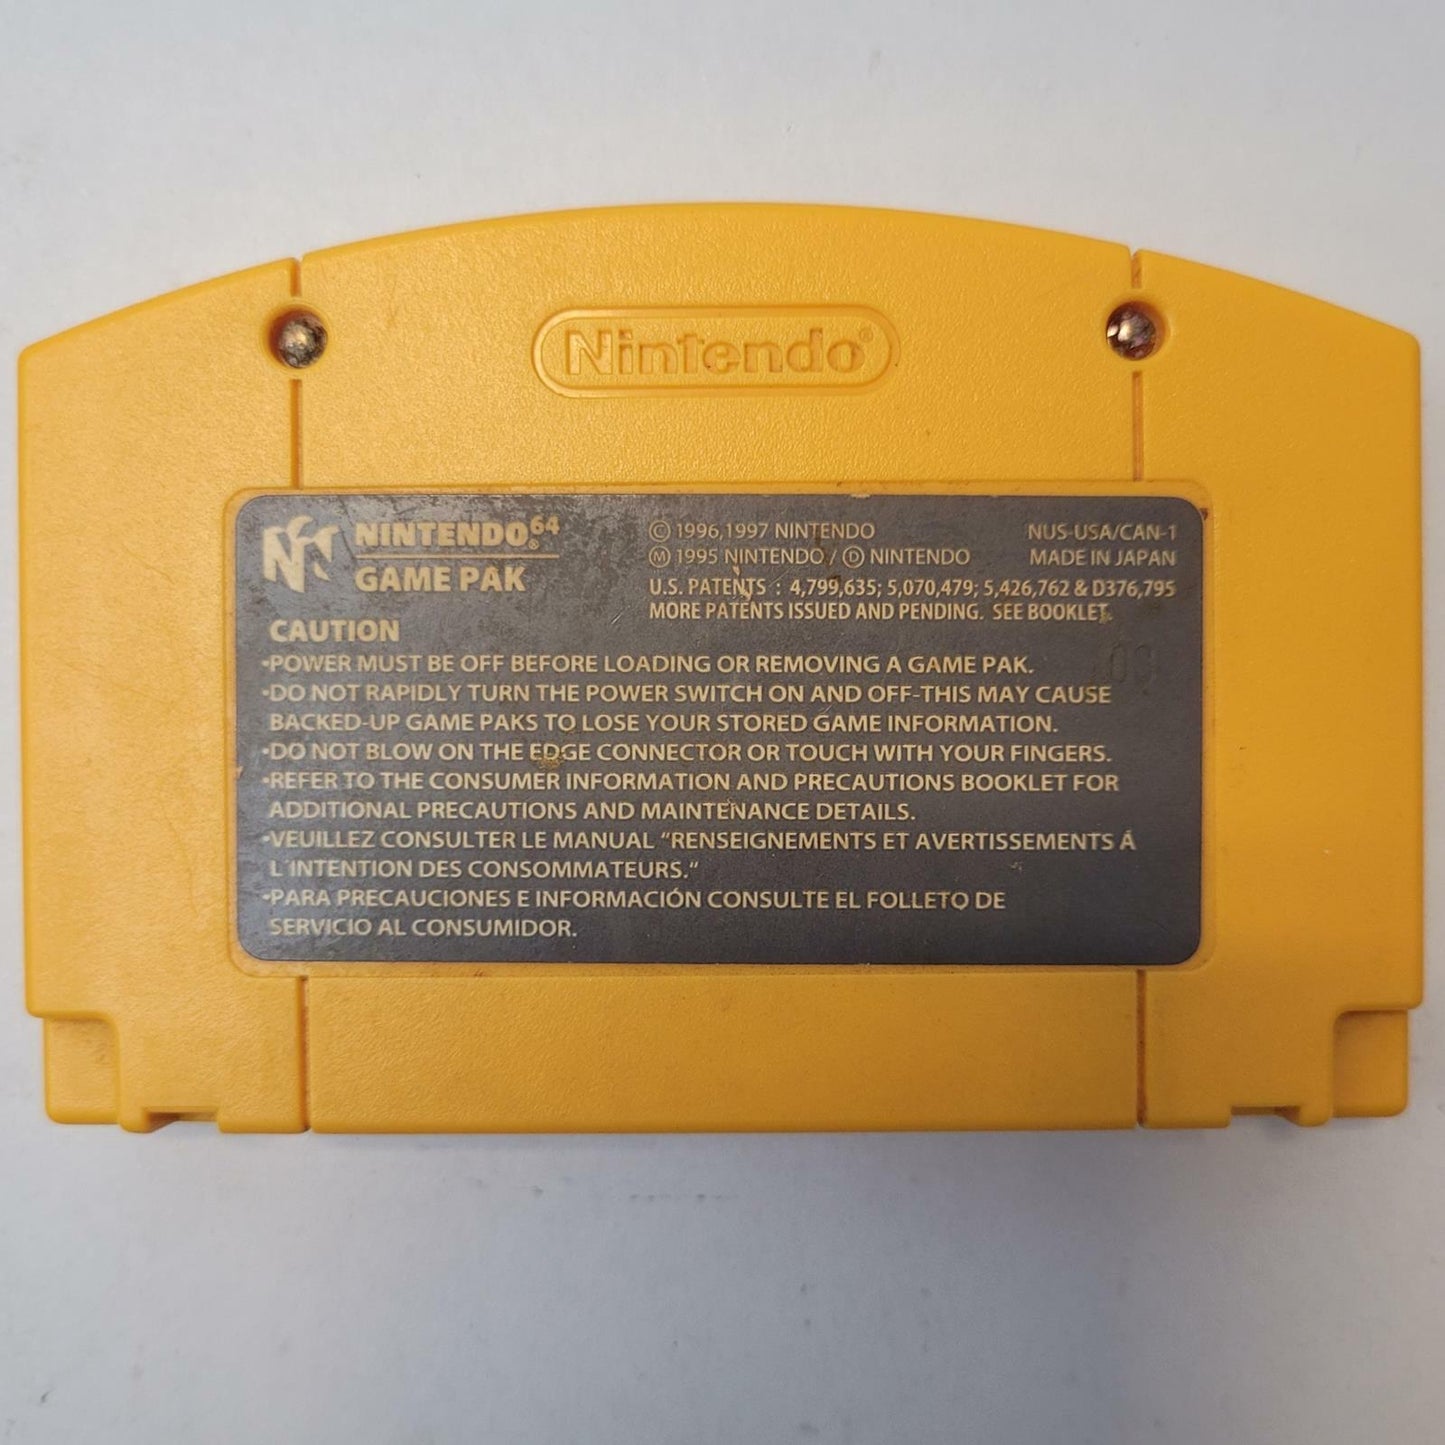 Nintendo®
NINTENDO®64
GAME PAK
© 1996,1997 NINTENDO
Ⓜ 1995 NINTENDO / Ⓓ NINTENDO
NUS-USA/CAN-1
MADE IN JAPAN
U.S. PATENTS : 4,799,635; 5,070,479; 5,426,762 & D376,795
MORE PATENTS ISSUED AND PENDING. SEE BOOKLET.
CAUTION
•POWER MUST BE OFF BEFORE LOADING OR REMOVING A GAME PAK.
•DO NOT RAPIDLY TURN THE POWER SWITCH ON AND OFF-THIS MAY CAUSE
BACKED-UP GAME PAKS TO LOSE YOUR STORED GAME INFORMATION.
•DO NOT BLOW ON THE EDGE CONNECTOR OR TOUCH WITH YOUR FINGERS.
•REFER TO THE CONSUMER INFORMATION AND PRECAUTIONS BOOKLET FOR
ADDITIONAL PRECAUTIONS AND MAINTENANCE DETAILS.
•VEUILLEZ CONSULTER LE MANUAL “RENSEIGNEMENTS ET AVERTISSEMENTS Á
L'INTENTION DES CONSOMMATEURS.“
•PARA PRECAUCIONES E INFORMACIÓN CONSULTE EL FOLLETO DE
SERVICIO AL CONSUMIDOR.